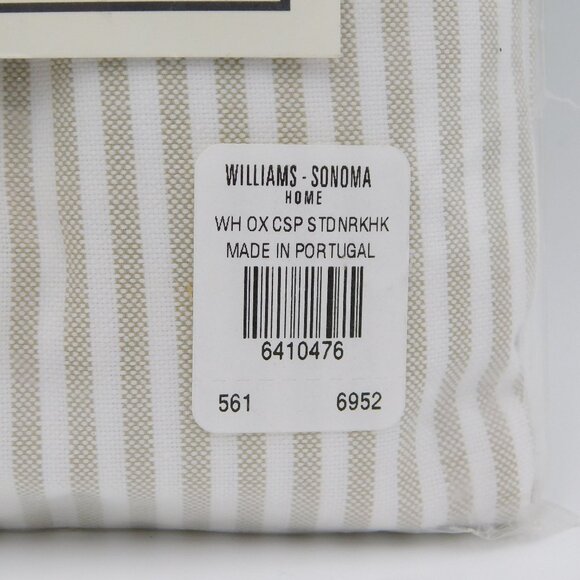 WILLIAMS - SONOMA
HOME
WH OX CSP STDNRKHK
MADE IN PORTUGAL
6410476
561 6952